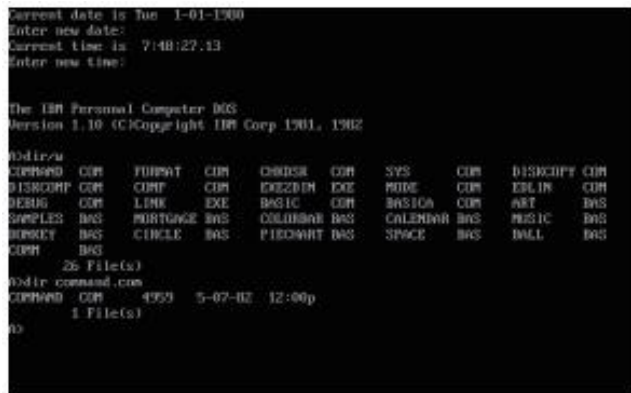 Current date is Tue 1-01-1980
Enter new date:
Current time is 7:48:27.13
Enter new time:
The IBM Personal Computer DOS
Version 1.10 (C)Copyright IBM Corp 1981, 1982
A>dir/w
COMMAND COM FORMAT COM CHKDSK COM SYS COM DISKCOPY COM
DISKCOMP COM COMP COM EXE2BIN EXE MODE COM EDLIN COM
DEBUG COM LINK EXE BASIC COM BASICA COM ART BAS
SAMPLES BAS MORTGAGE BAS COLORBAR BAS CALENDAR BAS MUSIC BAS
DONKEY BAS CIRCLE BAS PIECHART BAS SPACE BAS BALL BAS
COMM BAS
26 File(s)
A>dir command.com
COMMAND COM 4959 5-07-82 12:00p
1 File(s)
A>